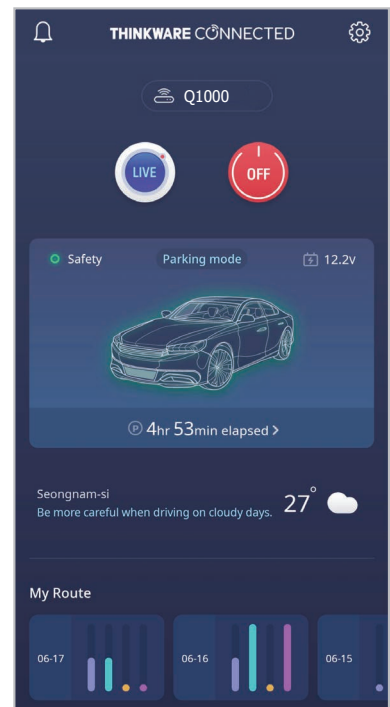 THINKWARE CONNECTED
Q1000
LIVE
OFF
Safety
Parking mode
12.2v
P 4hr 53min elapsed >
Seongnam-si
Be more careful when driving on cloudy days.
27°
My Route
06-17
06-16
06-15